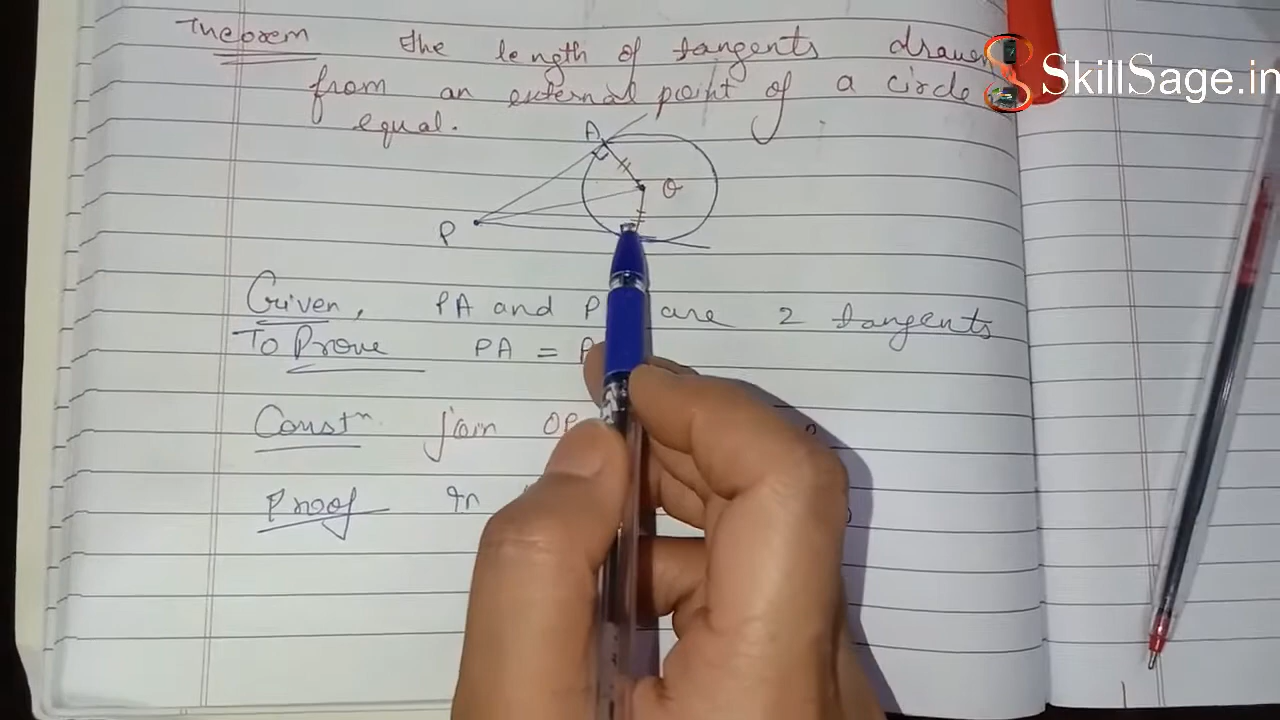 Theorem The length of tangents drawn
from an external point of a circle
equal.
A
O
P
Given, PA and P are 2 tangents
To Prove PA =
Constn. join OP
Proof In
SkillSage.in